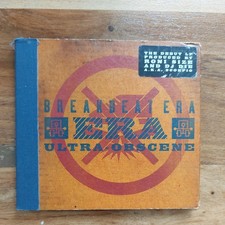 THE DEBUT LP
PRODUCED BY
RONI SIZE
AND DJ DIE
BREAKBEAT ERA
ERA
ULTRA-OBSCENE